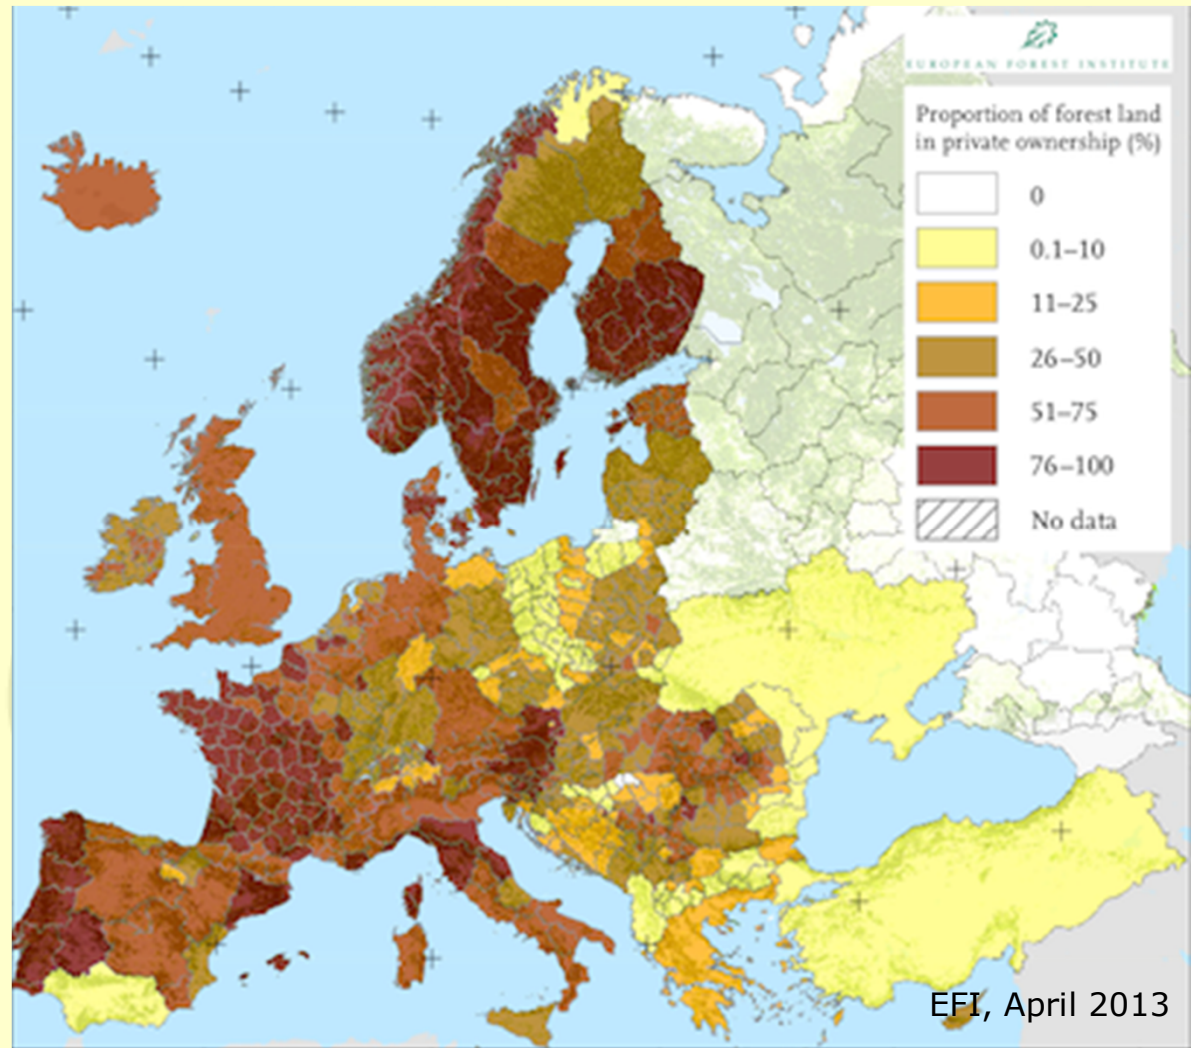 EUROPEAN FOREST INSTITUTE
Proportion of forest land
in private ownership (%)
0
0.1–10
11–25
26–50
51–75
76–100
No data
EFI, April 2013